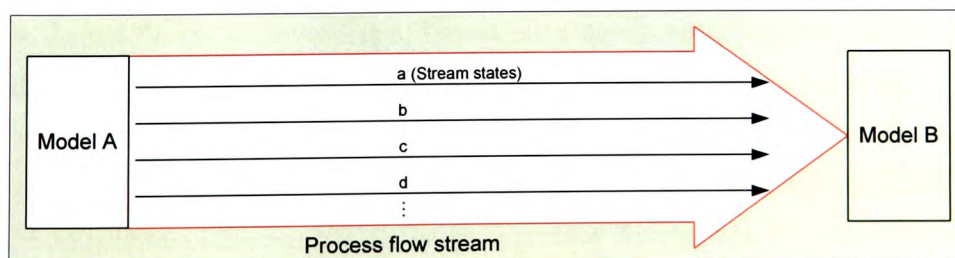 a (Stream states)
b
Model A
Model B
c
d
⋮
Process flow stream